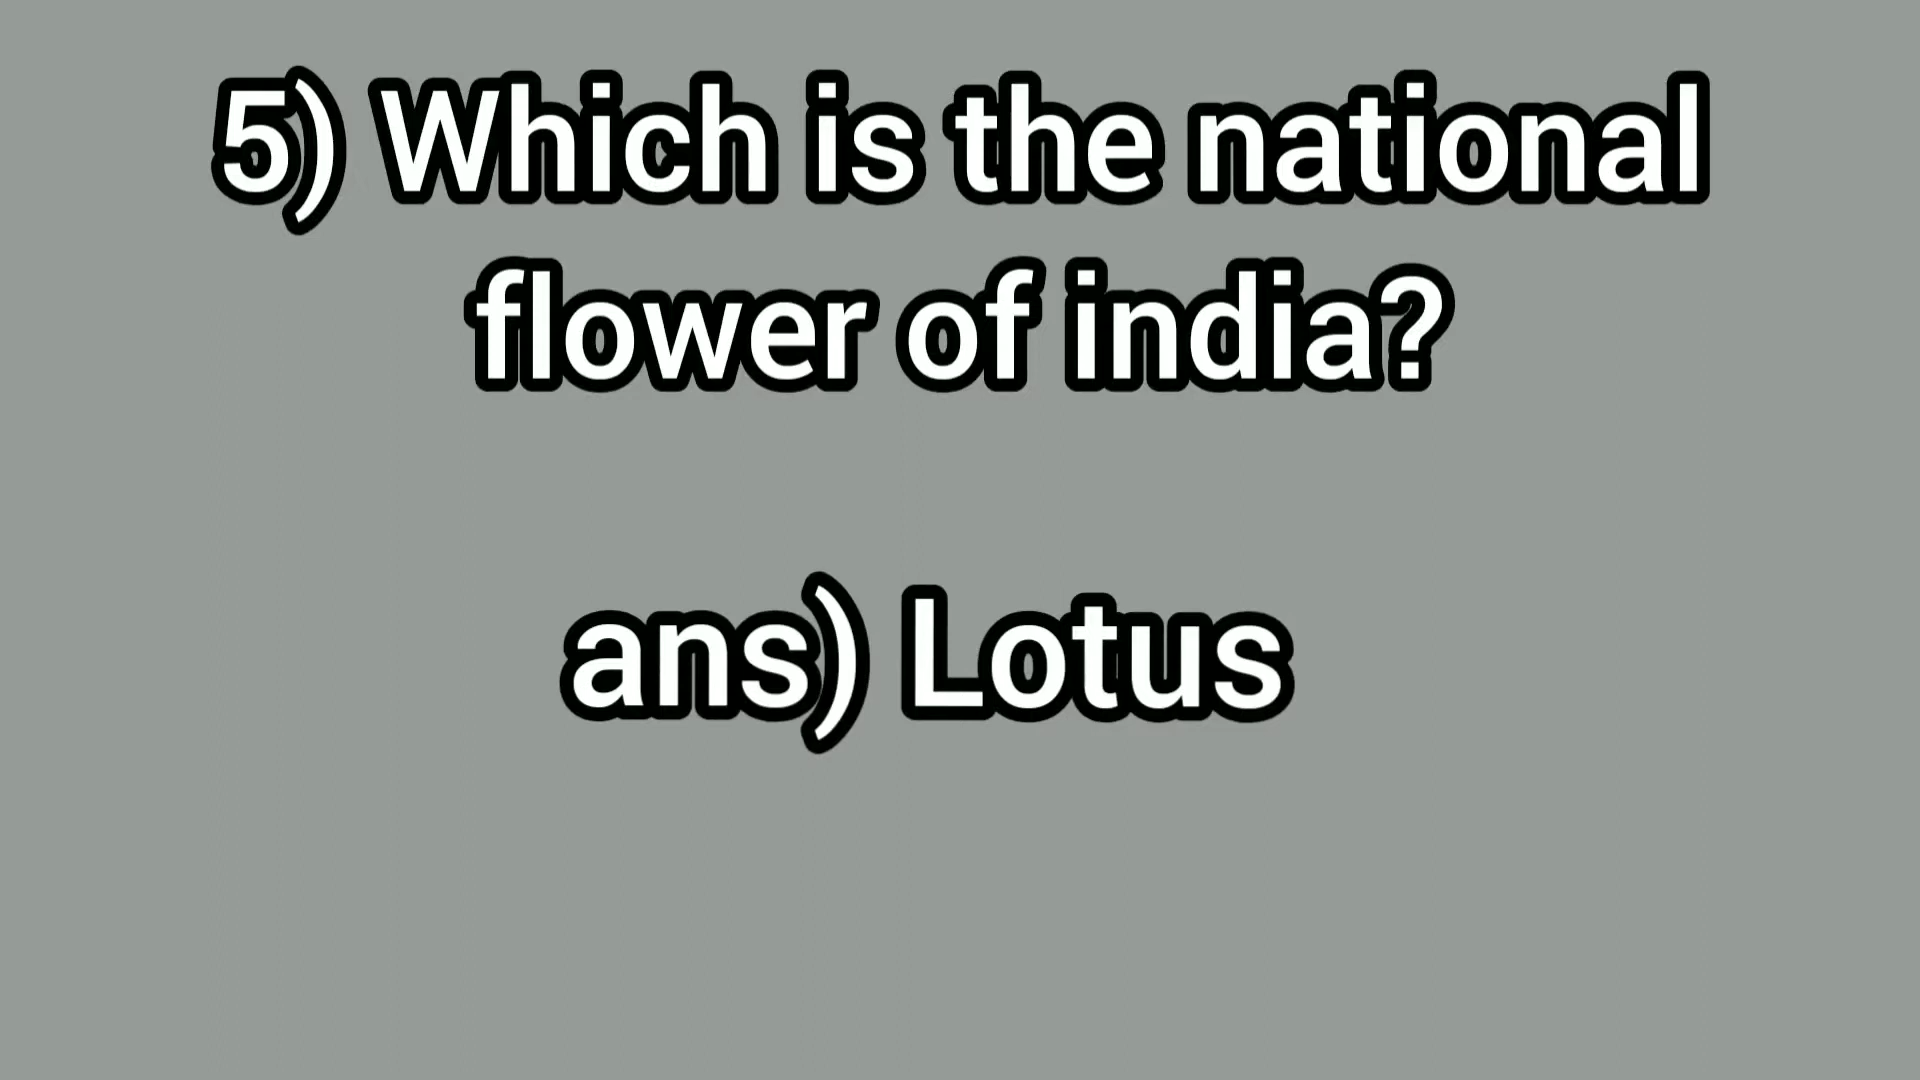 5) Which is the national
flower of india?
ans) Lotus